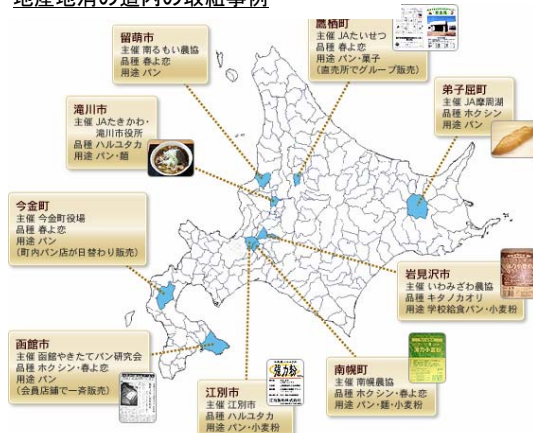 地産地消の道内の取組事例
留萌市
主催 南るもい農協
品種 春よ恋
用途 パン
鷹栖町
主催 JAたいせつ
品種 春よ恋
用途 パン・菓子
(直売所でグループ販売)
弟子屈町
主催 JA摩周湖
品種 ホクシン
用途 パン
滝川市
主催 JAたきかわ・
滝川市役所
品種 ハルユタカ
用途 パン・麺
今金町
主催 今金町役場
品種 春よ恋
用途 パン
(町内パン店が日替わり販売)
岩見沢市
主催 いわみざわ農協
品種 キタノカオリ
用途 学校給食パン・小麦粉
函館市
主催 函館やきたてパン研究会
品種 ホクシン・春よ恋
用途 パン
(会員店舗で一斉販売)
江別市
主催 江別市
品種 ハルユタカ
用途 パン・小麦粉
強力粉
南幌町
主催 南幌農協
品種 ホクシン・春よ恋
用途 パン・麺・小麦粉